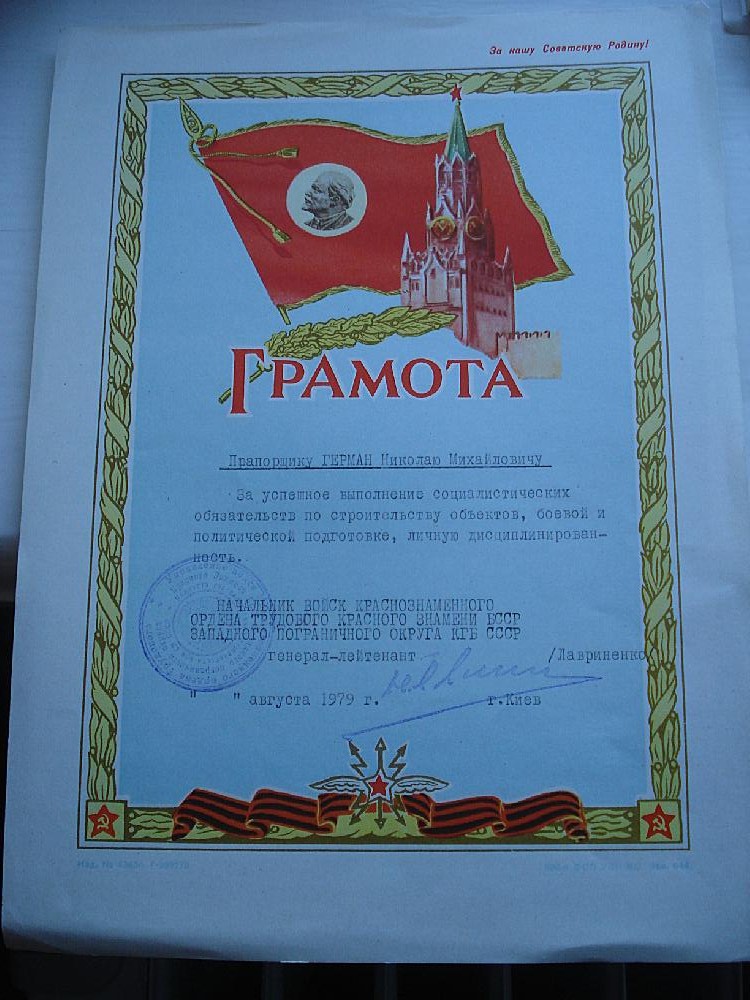 За нашу Советскую Родину!
ГРАМОТА
Прапорщику ГЕРМАН Николаю Михайловичу
За успешное выполнение социалистических
обязательств по строительству объектов, боевой и
политической подготовке, личную дисциплинирован-
ность.
НАЧАЛЬНИК ВОЙСК КРАСНОЗНАМЕННОГО
ОРДЕНА ТРУДОВОГО КРАСНОГО ЗНАМЕНИ БССР
ЗАПАДНОГО ПОГРАНИЧНОГО ОКРУГА КГБ СССР
генерал-лейтенант /Лавриненко/
" " августа 1979 г. г.Киев